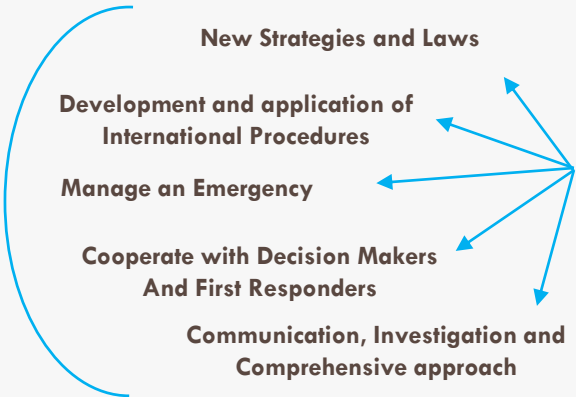 New Strategies and Laws
Development and application of
International Procedures
Manage an Emergency
Cooperate with Decision Makers
And First Responders
Communication, Investigation and
Comprehensive approach